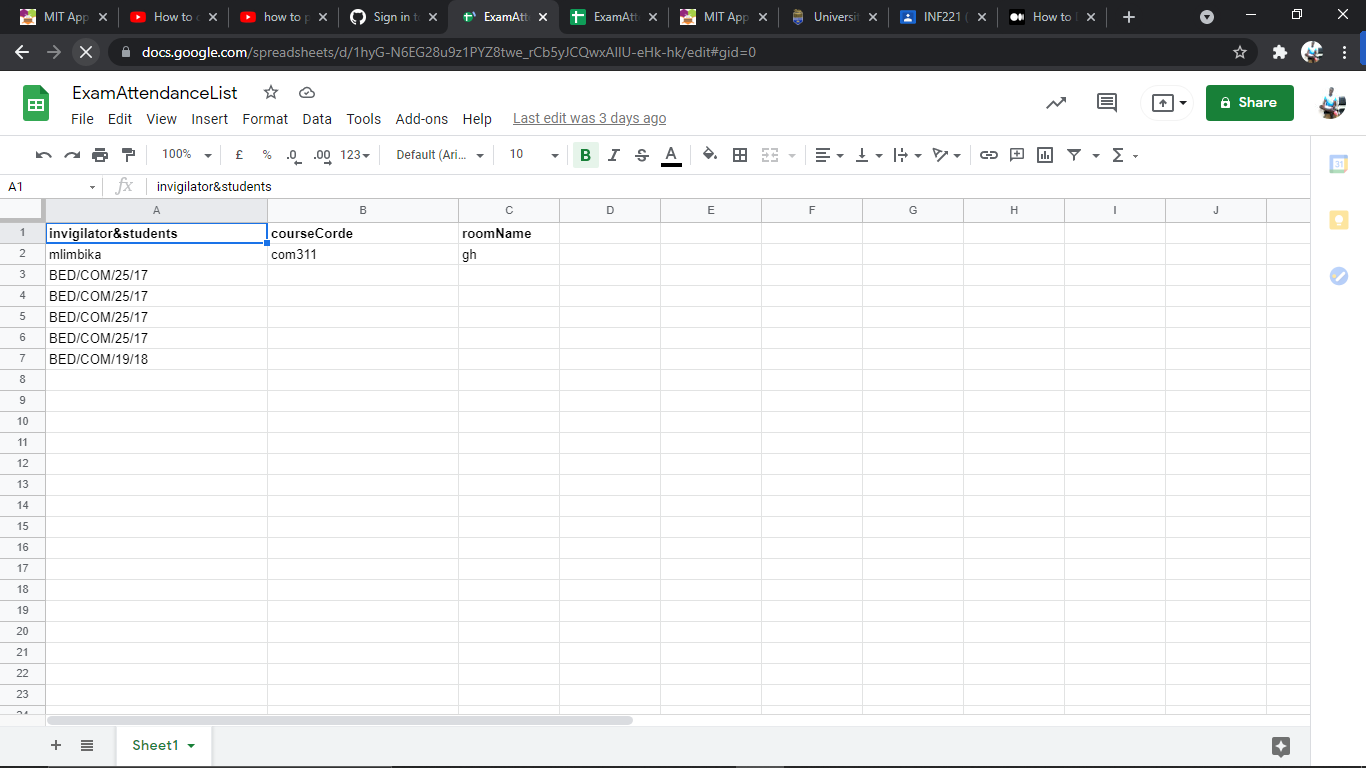 MIT App How to c how to p Sign in t ExamAtt ExamAtt MIT App Universit INF221 ( How to
docs.google.com/spreadsheets/d/1hyG-N6EG28u9z1PYZ8twe_rCb5yJCQwxAIlU-eHk-hk/edit#gid=0
ExamAttendanceList
File Edit View Insert Format Data Tools Add-ons Help Last edit was 3 days ago
Share
100% £ % .0 .00 123 Default (Ari... 10 B I S A Σ
31
A1 fx invigilator&students
A B C D E F G H I J
1 invigilator&students courseCorde roomName
2 mlimbika com311 gh
3 BED/COM/25/17
4 BED/COM/25/17
5 BED/COM/25/17
6 BED/COM/25/17
7 BED/COM/19/18
8
9
10
11
12
13
14
15
16
17
18
19
20
21
22
23
24
Sheet1